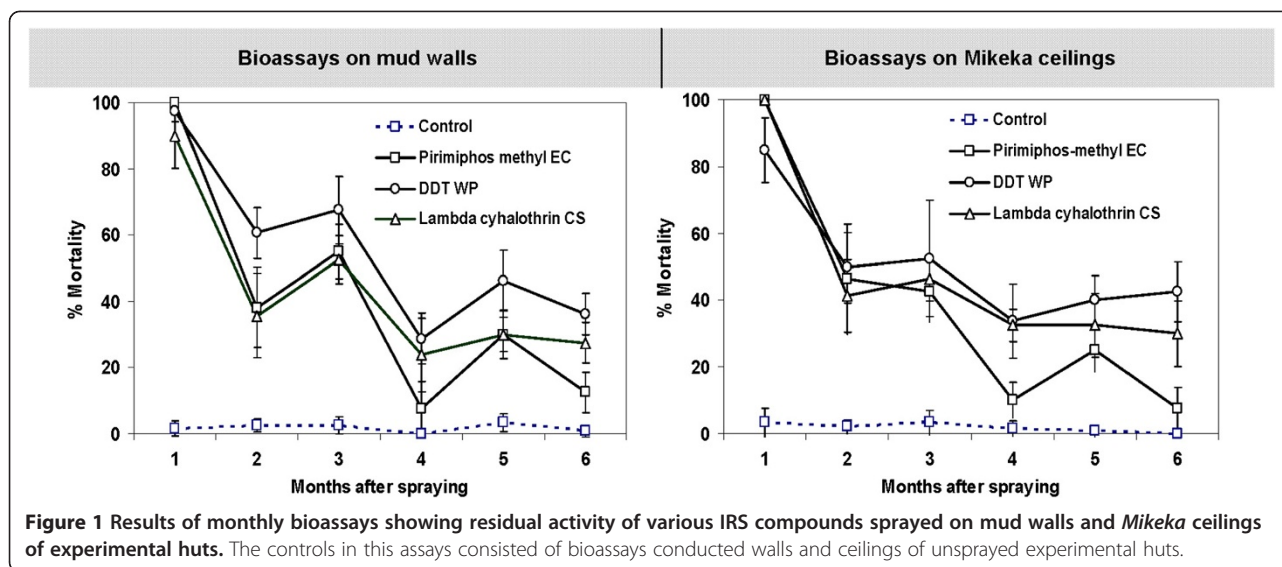 Bioassays on mud walls
Bioassays on Mikeka ceilings
% Mortality
100
80
60
40
20
0
Control
Pirimiphos methyl EC
DDT WP
Lambda cyhalothrin CS
1 2 3 4 5 6
Months after spraying
% Mortality
100
80
60
40
20
0
Control
Pirimiphos-methyl EC
DDT WP
Lambda cyhalothrin CS
1 2 3 4 5 6
Months after spraying
Figure 1 Results of monthly bioassays showing residual activity of various IRS compounds sprayed on mud walls and Mikeka ceilings
of experimental huts. The controls in this assays consisted of bioassays conducted walls and ceilings of unsprayed experimental huts.